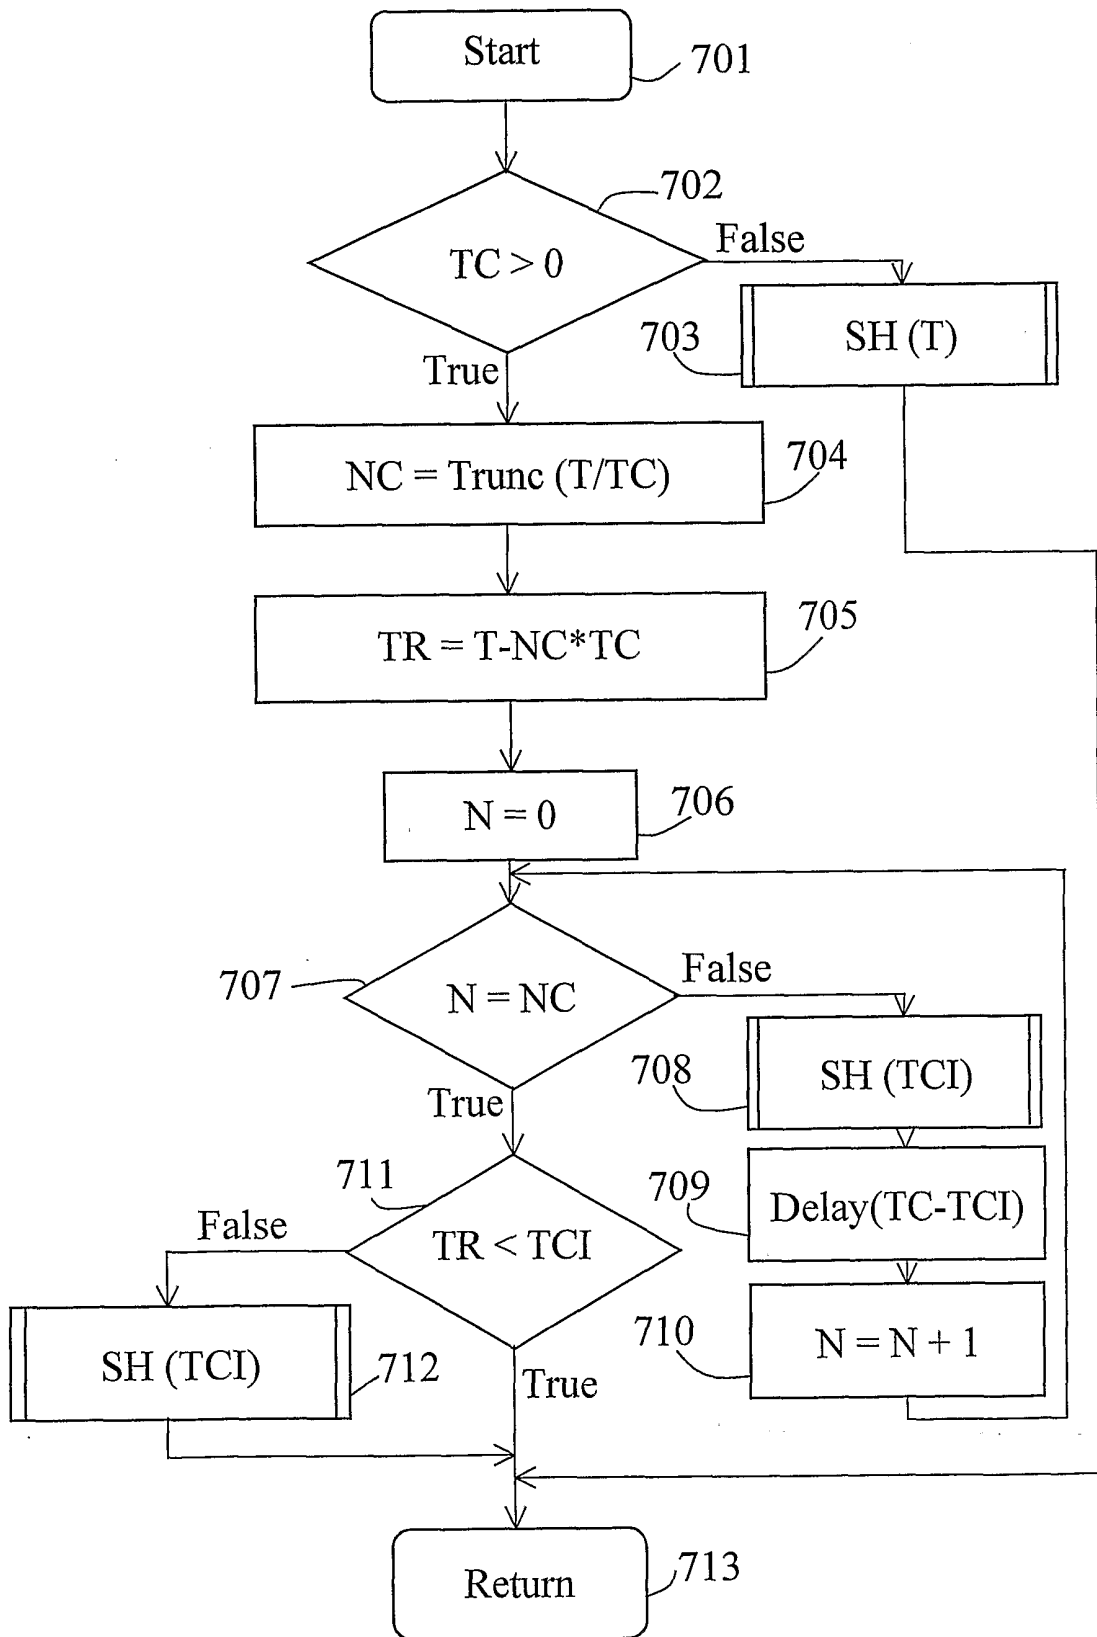 Start
701
702
TC > 0
False
703
SH (T)
True
NC = Trunc (T/TC)
704
TR = T-NC*TC
705
N = 0
706
707
N = NC
False
708
SH (TCI)
True
709
Delay(TC-TCI)
711
TR < TCI
False
710
N = N + 1
SH (TCI)
712
True
Return
713